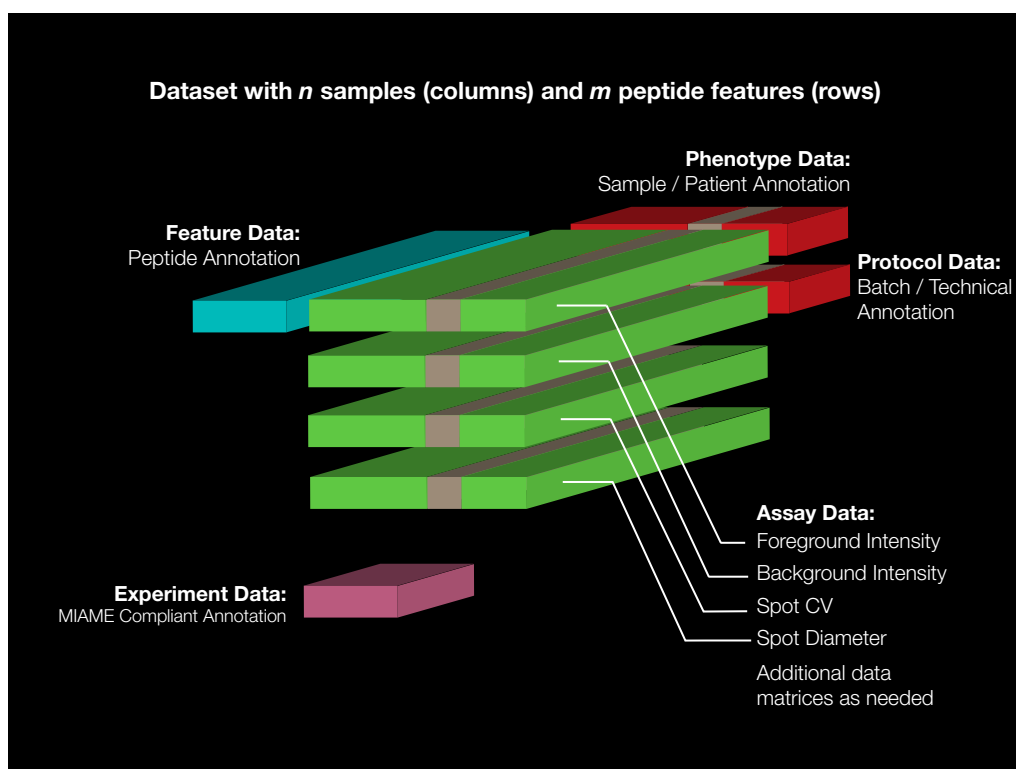 Dataset with n samples (columns) and m peptide features (rows)
Phenotype Data:
Sample / Patient Annotation
Feature Data:
Peptide Annotation
Protocol Data:
Batch / Technical
Annotation
Assay Data:
Foreground Intensity
Background Intensity
Spot CV
Spot Diameter
Additional data
matrices as needed
Experiment Data:
MIAME Compliant Annotation